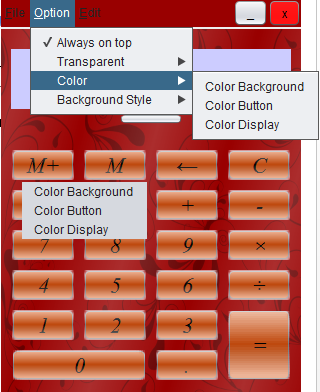 File Option Edit _ x
✓ Always on top
Transparent
Color
Background Style
Color Background
Color Button
Color Display
M+ M ← C
Color Background
Color Button
Color Display
+ -
7 8 9 ×
4 5 6 ÷
1 2 3
0 . =